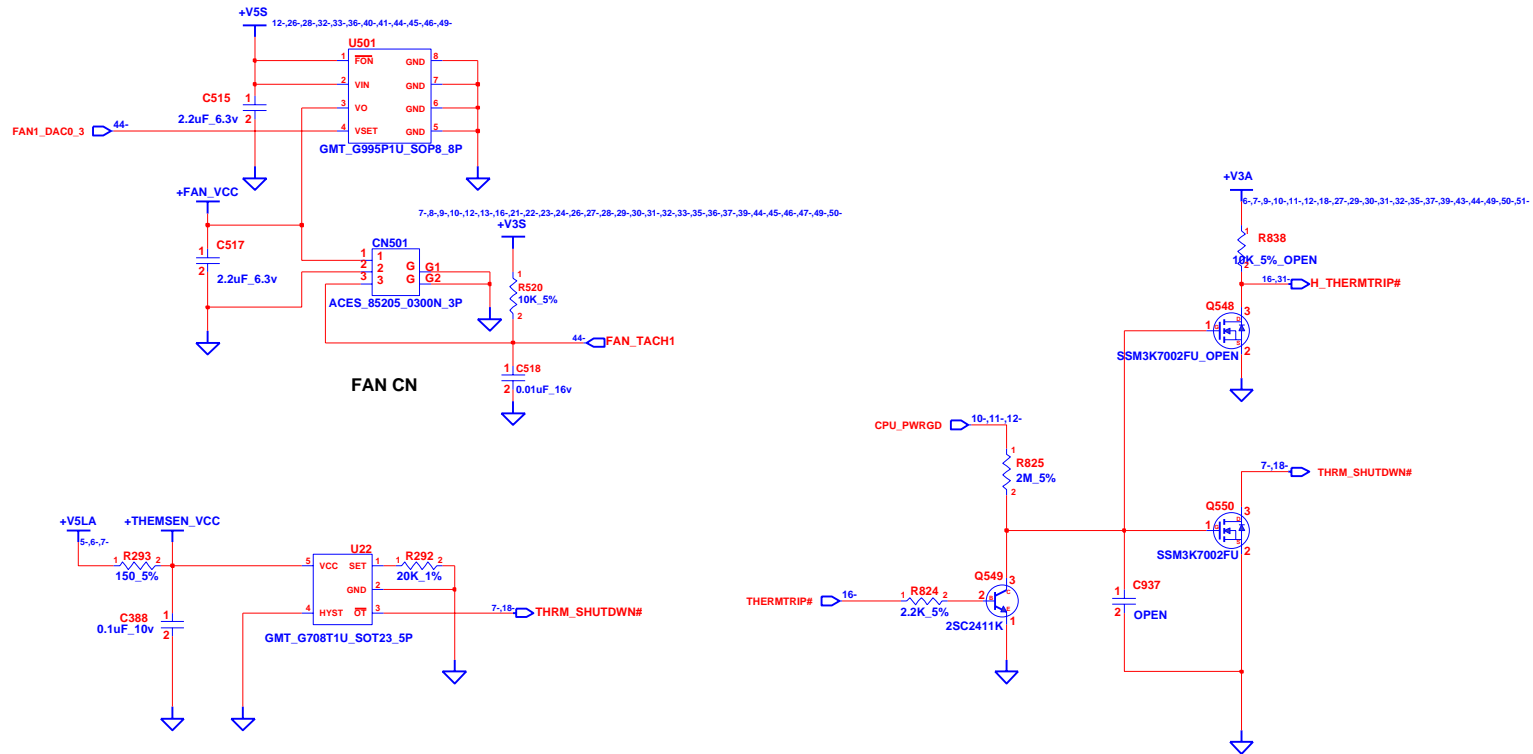 +V5S
12-,26-,28-,32-,33-,36-,40-,41-,44-,45-,46-,49-
U501
1 FON GND 8
2 VIN GND 7
3 VO GND 6
4 VSET GND 5
GMT_G995P1U_SOP8_8P
C515
1
2.2uF_6.3v
2
FAN1_DAC0_3 44-
+FAN_VCC
C517
1
2
2.2uF_6.3v
7-,8-,9-,10-,12-,13-,16-,21-,22-,23-,24-,26-,27-,28-,29-,30-,31-,32-,33-,35-,36-,37-,39-,44-,45-,46-,47-,49-,50-
+V3S
CN501
1 1
2 2 G G1
3 3 G G2
ACES_85205_0300N_3P
1
R520
10K_5%
2
44- FAN_TACH1
1 C518
2 0.01uF_16v
FAN CN
+V3A
6-,7-,9-,10-,11-,12-,18-,27-,29-,30-,31-,32-,35-,37-,39-,43-,44-,49-,50-,51-
1 R838
10K_5%_OPEN
2
16-,31- H_THERMTRIP#
Q548
3
D
1 G
S
2
SSM3K7002FU_OPEN
CPU_PWRGD 10-,11-,12-
1
R825
2M_5%
2
7-,18- THRM_SHUTDWN#
Q550
3
D
1 G
S
2
SSM3K7002FU
Q549
3
C
THERMTRIP# 16- 1 R824 2 2 B
2.2K_5%
E
1
2SC2411K
C937
1
2
OPEN
+V5LA
5-,6-,7-
+THEMSEN_VCC
1 R293 2
150_5%
C388
1
0.1uF_10v
2
U22
5 VCC SET 1
GND 2
4 HYST OT 3
GMT_G708T1U_SOT23_5P
1 R292 2
20K_1%
7-,18- THRM_SHUTDWN#